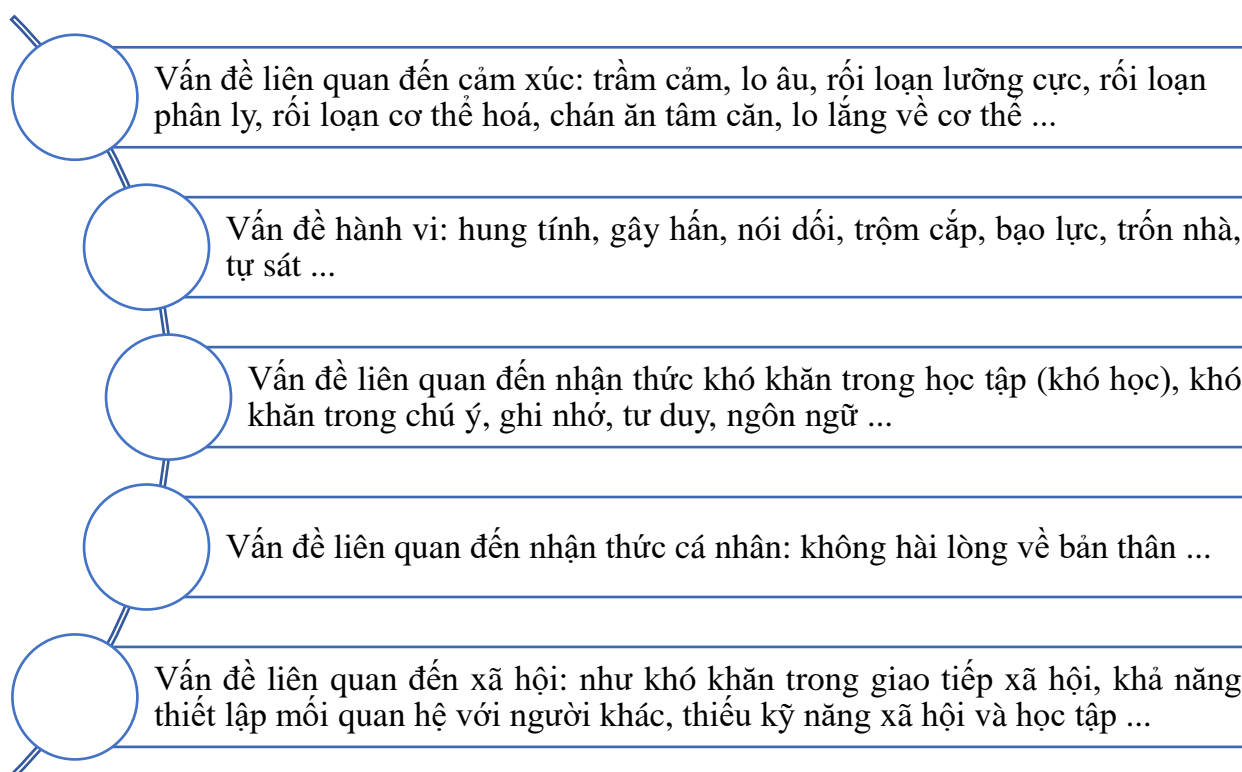 Vấn đề liên quan đến cảm xúc: trầm cảm, lo âu, rối loạn lưỡng cực, rối loạn
phân ly, rối loạn cơ thể hoá, chán ăn tâm căn, lo lắng về cơ thể ...
Vấn đề hành vi: hung tính, gây hấn, nói dối, trộm cắp, bạo lực, trốn nhà,
tự sát ...
Vấn đề liên quan đến nhận thức khó khăn trong học tập (khó học), khó
khăn trong chú ý, ghi nhớ, tư duy, ngôn ngữ ...
Vấn đề liên quan đến nhận thức cá nhân: không hài lòng về bản thân ...
Vấn đề liên quan đến xã hội: như khó khăn trong giao tiếp xã hội, khả năng
thiết lập mối quan hệ với người khác, thiếu kỹ năng xã hội và học tập ...